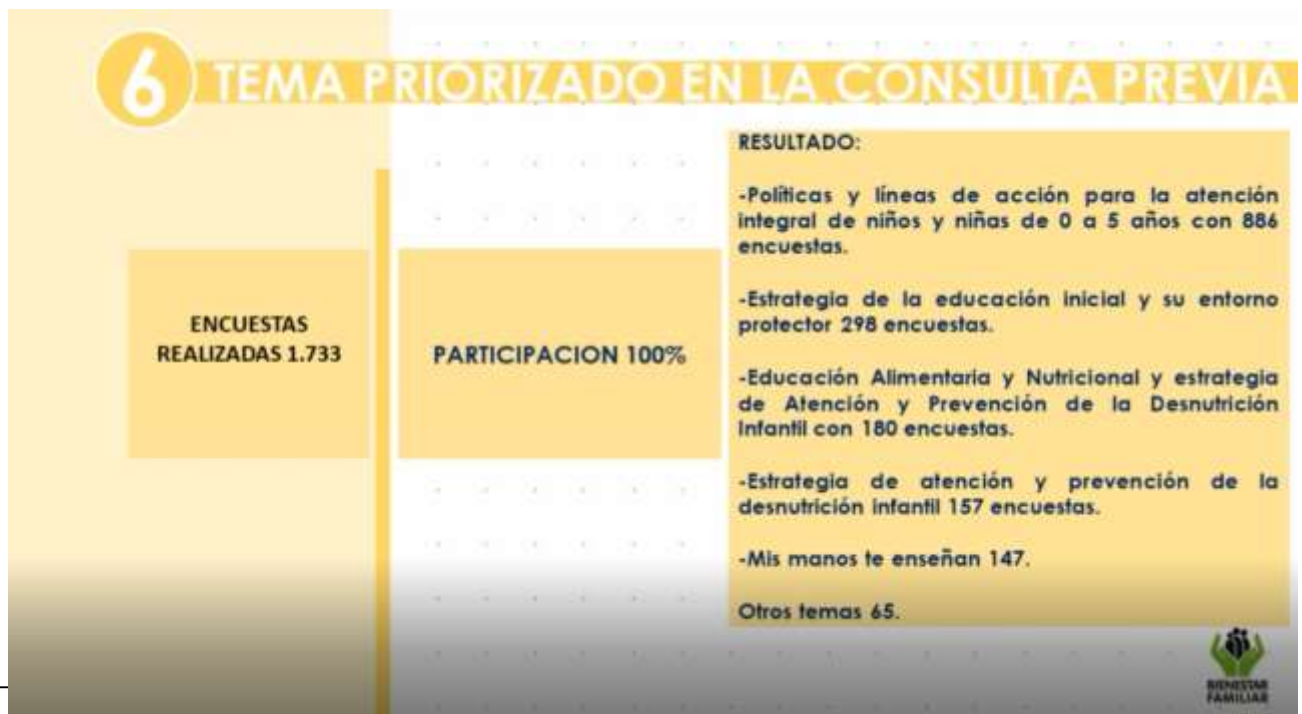 6 TEMA PRIORIZADO EN LA CONSULTA PREVIA
ENCUESTAS
REALIZADAS 1.733
PARTICIPACION 100%
RESULTADO:
-Políticas y líneas de acción para la atención
integral de niños y niñas de 0 a 5 años con 886
encuestas.
-Estrategia de la educación inicial y su entorno
protector 298 encuestas.
-Educación Alimentaria y Nutricional y estrategia
de Atención y Prevención de la Desnutrición
Infantil con 180 encuestas.
-Estrategia de atención y prevención de la
desnutrición infantil 157 encuestas.
-Mis manos te enseñan 147.
Otros temas 65.
BIENESTAR
FAMILIAR